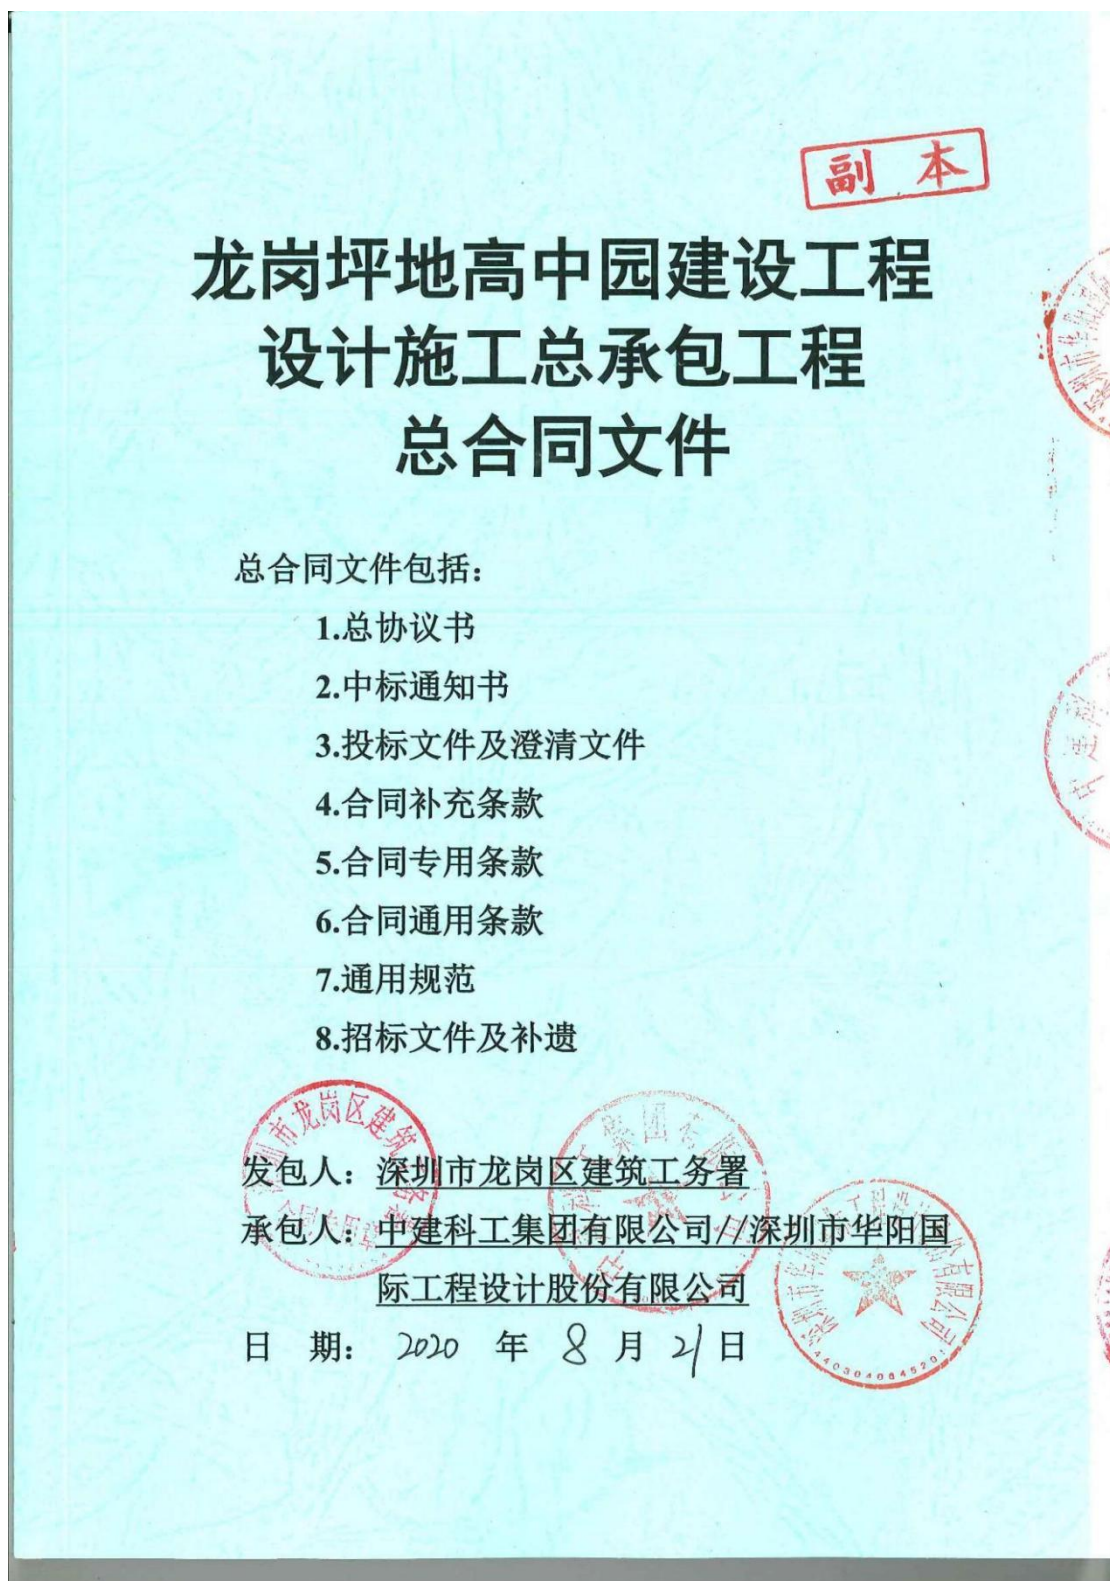 副 本
龙岗坪地高中园建设工程
设计施工总承包工程
总合同文件
总合同文件包括：
1.总协议书
2.中标通知书
3.投标文件及澄清文件
4.合同补充条款
5.合同专用条款
6.合同通用条款
7.通用规范
8.招标文件及补遗
发包人：深圳市龙岗区建筑工务署
承包人：中建科工集团有限公司//深圳市华阳国
际工程设计股份有限公司
日 期： 2020 年 8 月 21 日